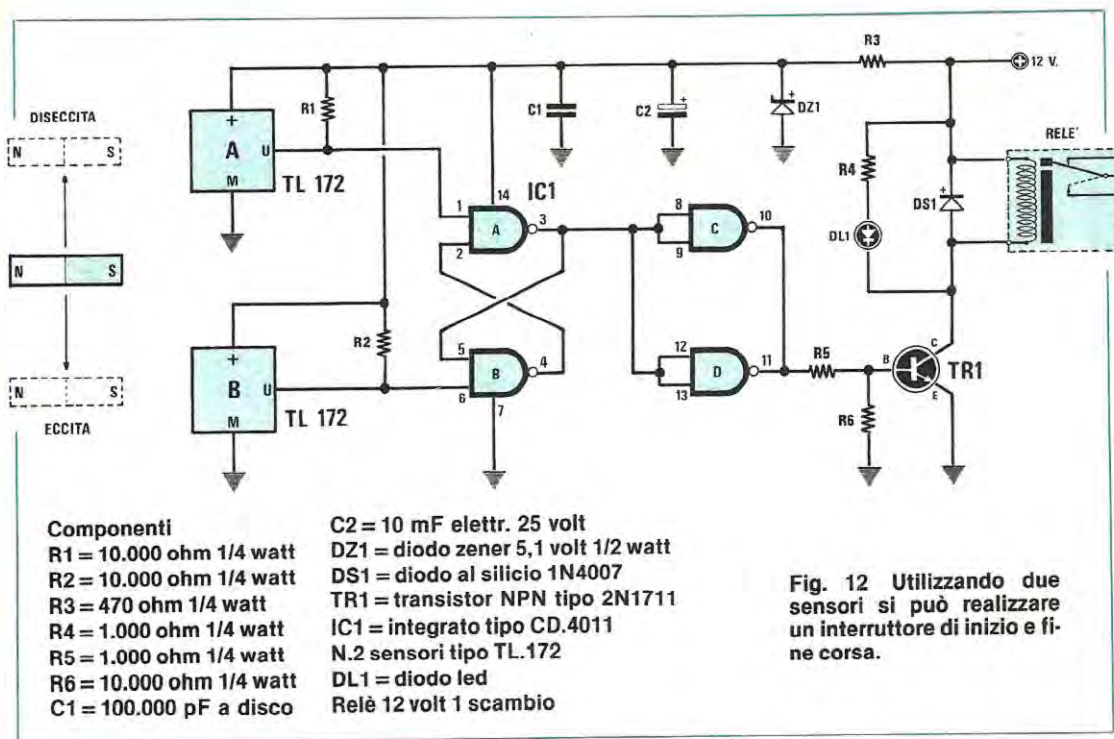 R3
12 V.
R1
C1
C2
+
DZ1
+
DISECCITA
N S
+
A
U
M
TL 172
IC1
RELE'
R4
DS1
+
DL1
14
1
2
A
3
8
9
C
10
N S
R2
5
6
B
4
7
12
13
D
11
R5
B
C
E
TR1
R6
+
B
U
M
TL 172
N S
ECCITA
Componenti
R1 = 10.000 ohm 1/4 watt
R2 = 10.000 ohm 1/4 watt
R3 = 470 ohm 1/4 watt
R4 = 1.000 ohm 1/4 watt
R5 = 1.000 ohm 1/4 watt
R6 = 10.000 ohm 1/4 watt
C1 = 100.000 pF a disco
C2 = 10 mF elettr. 25 volt
DZ1 = diodo zener 5,1 volt 1/2 watt
DS1 = diodo al silicio 1N4007
TR1 = transistor NPN tipo 2N1711
IC1 = integrato tipo CD.4011
N.2 sensori tipo TL.172
DL1 = diodo led
Relè 12 volt 1 scambio
Fig. 12 Utilizzando due
sensori si può realizzare
un interruttore di inizio e fi-
ne corsa.